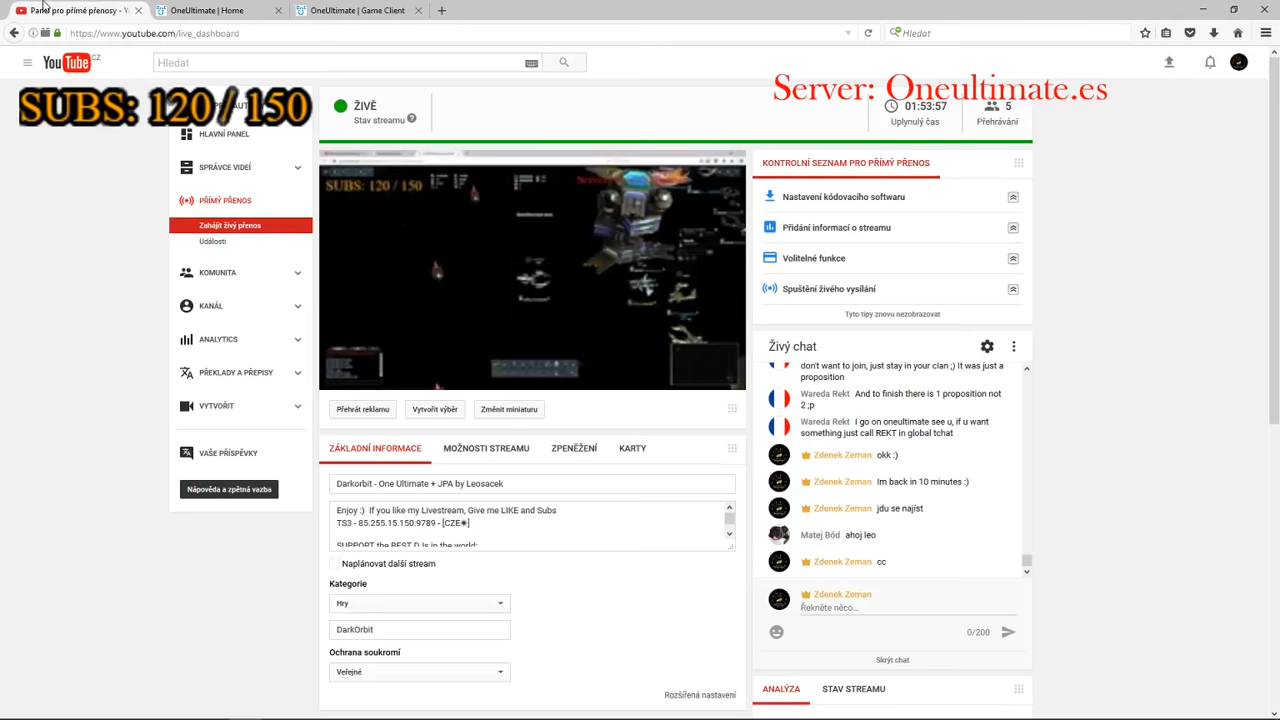 Panel pro přímé přenosy - Y
OneUltimate | Home
OneUltimate | Game Client
https://www.youtube.com/live_dashboard
Hledat
YouTube CZ
Hledat
Server: Oneultimate.es
SUBS: 120 / 150
HLAVNÍ PANEL
SPRÁVCE VIDEÍ
PŘÍMÝ PŘENOS
Zahájit živý přenos
Události
KOMUNITA
KANÁL
ANALYTICS
PŘEKLADY A PŘEPISY
VYTVOŘIT
VAŠE PŘÍSPĚVKY
Nápověda a zpětná vazba
ŽIVĚ
Stav streamu
01:53:57
Uplynulý čas
5
Přehrávání
SUBS: 120 / 150
Přehrát reklamu
Vytvořit výběr
Změnit miniaturu
ZÁKLADNÍ INFORMACE
MOŽNOSTI STREAMU
ZPENĚŽENÍ
KARTY
Darkorbit - One Ultimate + JPA by Leosacek
Enjoy :) If you like my Livestream, Give me LIKE and Subs
TS3 - 85.255.15.150:9789 - [CZE✷]
SUPPORT the BEST DJs in the world:
Naplánovat další stream
Kategorie
Hry
DarkOrbit
Ochrana soukromí
Veřejné
Rozšířená nastavení
KONTROLNÍ SEZNAM PRO PŘÍMÝ PŘENOS
Nastavení kódovacího softwaru
Přidání informací o streamu
Volitelné funkce
Spuštění živého vysílání
Tyto tipy znovu nezobrazovat
Živý chat
don't want to join, just stay in your clan ;) It was just a
proposition
Wareda Rekt And to finish there is 1 proposition not
2 ;p
Wareda Rekt I go on oneultimate see u, if u want
something just call REKT in global tchat
Zdenek Zeman okk :)
Zdenek Zeman Im back in 10 minutes :)
Zdenek Zeman jdu se najíst
Matej Bőd ahoj leo
Zdenek Zeman cc
Zdenek Zeman
Řekněte něco...
0/200
Skrýt chat
ANALÝZA
STAV STREAMU